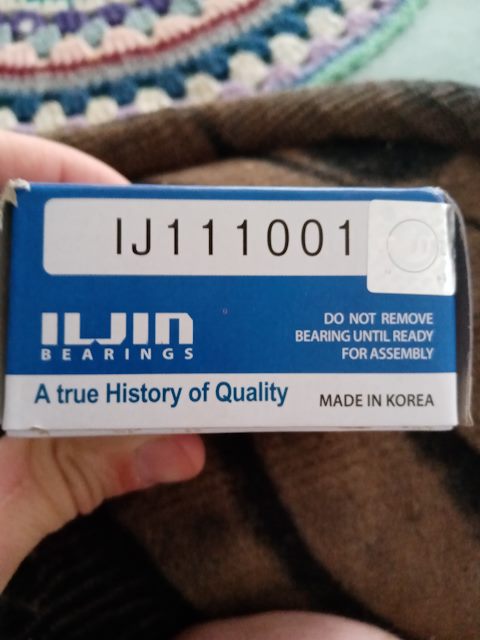 IJ111001
ILJIN
BEARINGS
DO NOT REMOVE
BEARING UNTIL READY
FOR ASSEMBLY
A true History of Quality
MADE IN KOREA